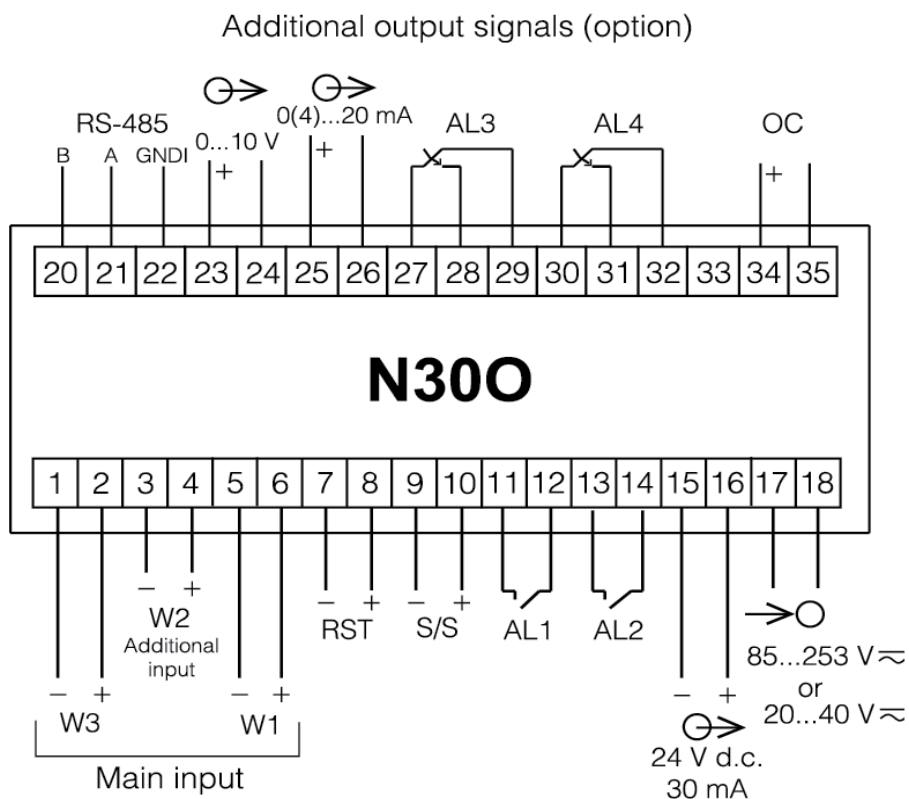 Additional output signals (option)
RS-485
0...10 V
0(4)...20 mA
AL3
AL4
OC
B A GNDI
+ + +
20 21 22 23 24 25 26 27 28 29 30 31 32 33 34 35
N30O
1 2 3 4 5 6 7 8 9 10 11 12 13 14 15 16 17 18
− +
W2
Additional
input
− +
RST
− +
S/S
AL1
AL2
− +
W3
− +
W1
Main input
− +
24 V d.c.
30 mA
85...253 V⎓
or
20...40 V⎓